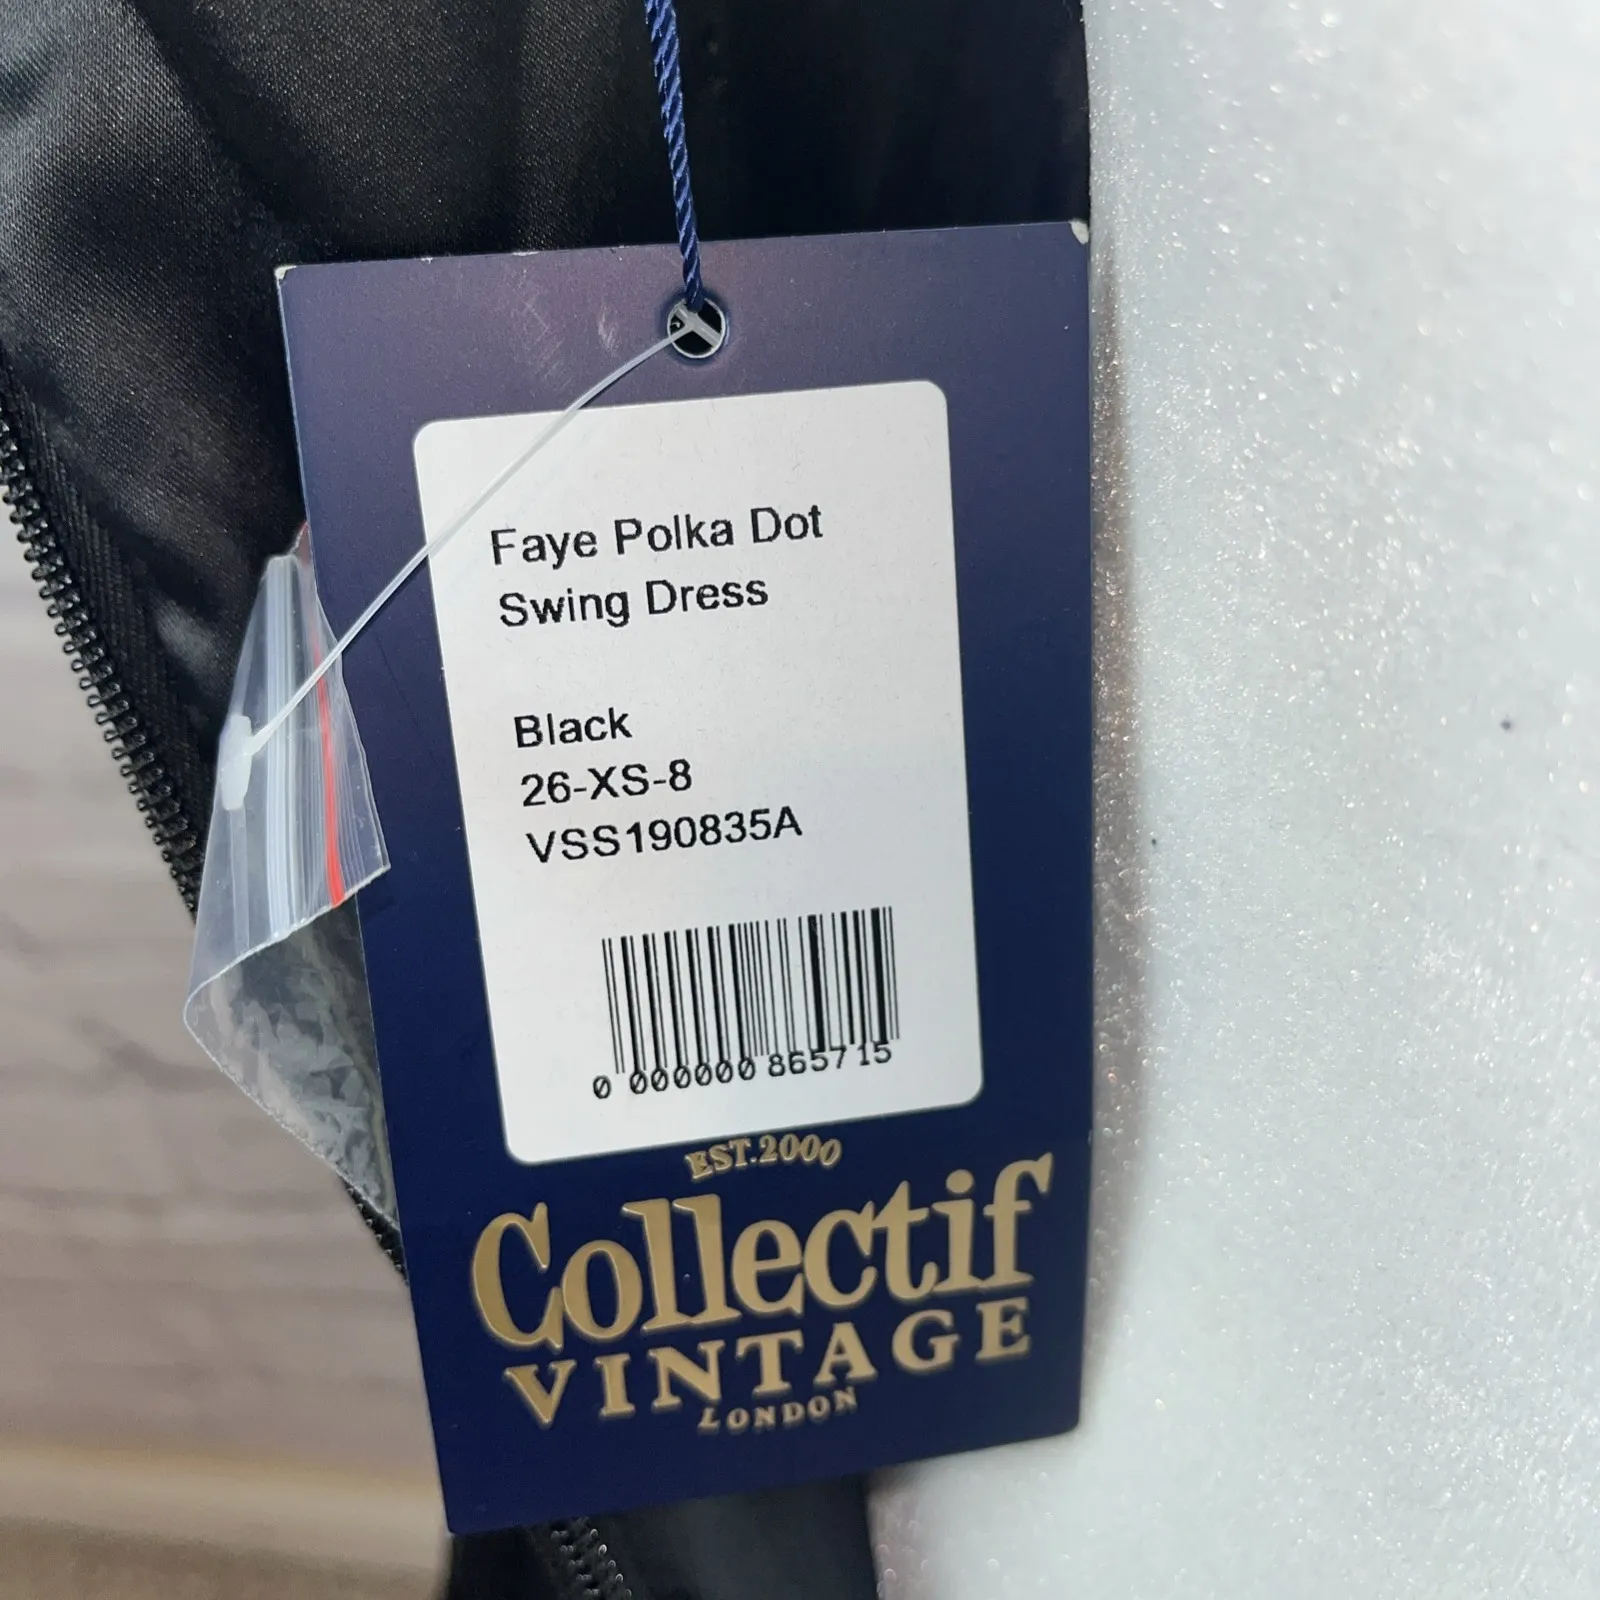 Faye Polka Dot
Swing Dress
Black
26-XS-8
VSS190835A
0 000000 865715
EST.2000
Collectif
VINTAGE
LONDON